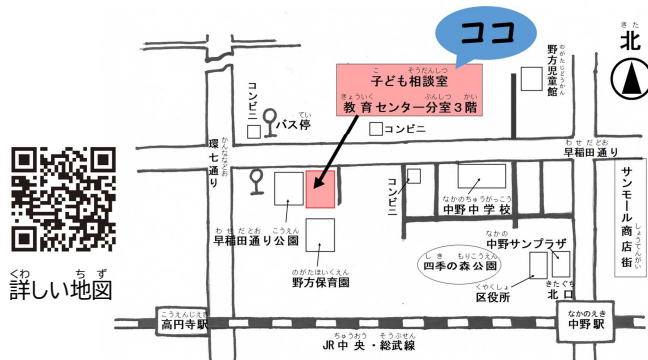 ココ
子ども相談室
こ そうだんしつ
教育センター分室3階
きょういく ぶんしつ かい
野方児童館
のがたじどうかん
北
きた
コンビニ
バス停
てい
コンビニ
環七通り
かんななどお
早稲田通り
わせだどお
コンビニ
中野中学校
なかのちゅうがっこう
サンモール商店街
しょうてんがい
早稲田通り公園
わせだどお こうえん
野方保育園
のがたほいくえん
四季の森公園
しき もりこうえん
中野サンプラザ
なかの
区役所
くやくしょ
北口
きたぐち
詳しい地図
くわ ちず
高円寺駅
こうえんじえき
中野駅
なかのえき
JR中央・総武線
ちゅうおう そうぶせん